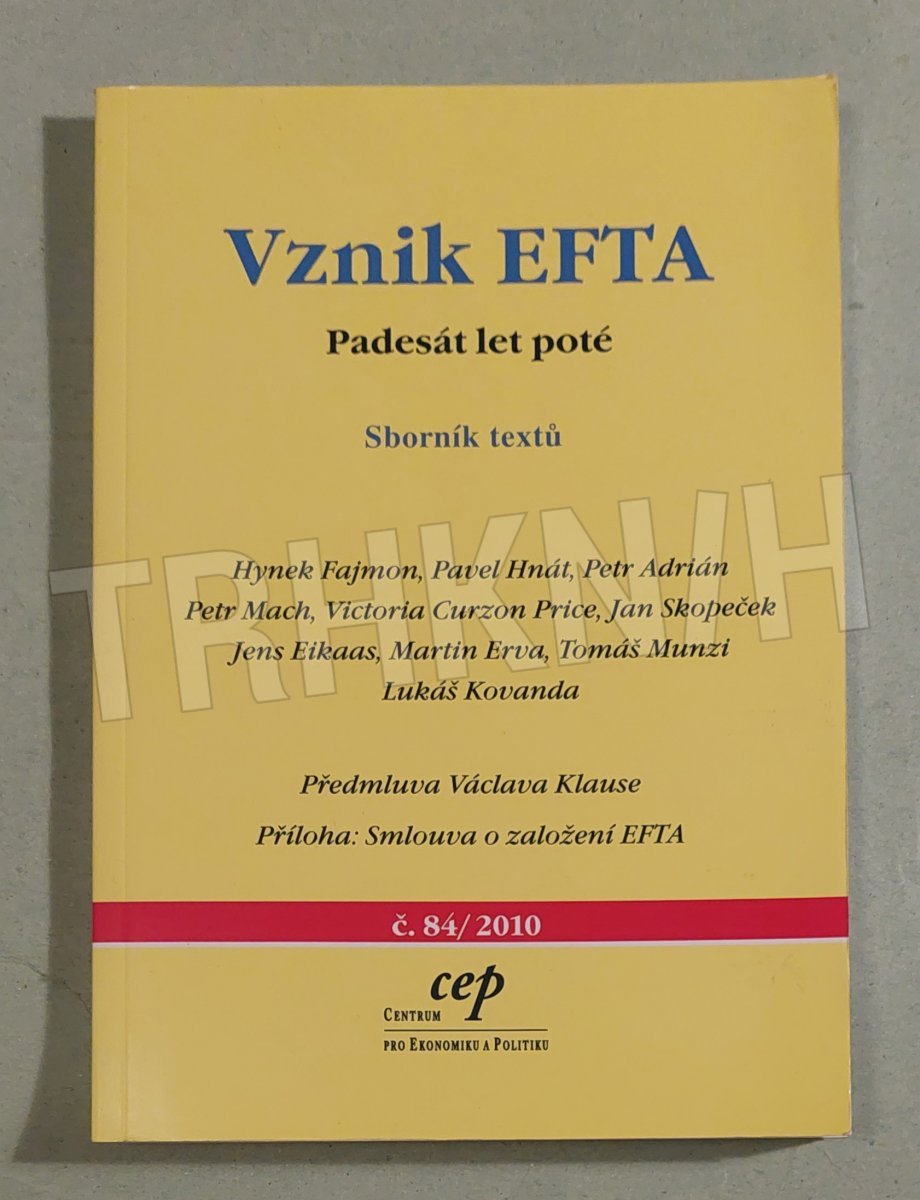 Vznik EFTA
Padesát let poté
Sborník textů
TRHKNIH
Hynek Fajmon, Pavel Hnát, Petr Adrián
Petr Mach, Victoria Curzon Price, Jan Skopeček
Jens Eikaas, Martin Erva, Tomáš Munzi
Lukáš Kovanda
Předmluva Václava Klause
Příloha: Smlouva o založení EFTA
č. 84/ 2010
cep
CENTRUM
PRO EKONOMIKU A POLITIKU